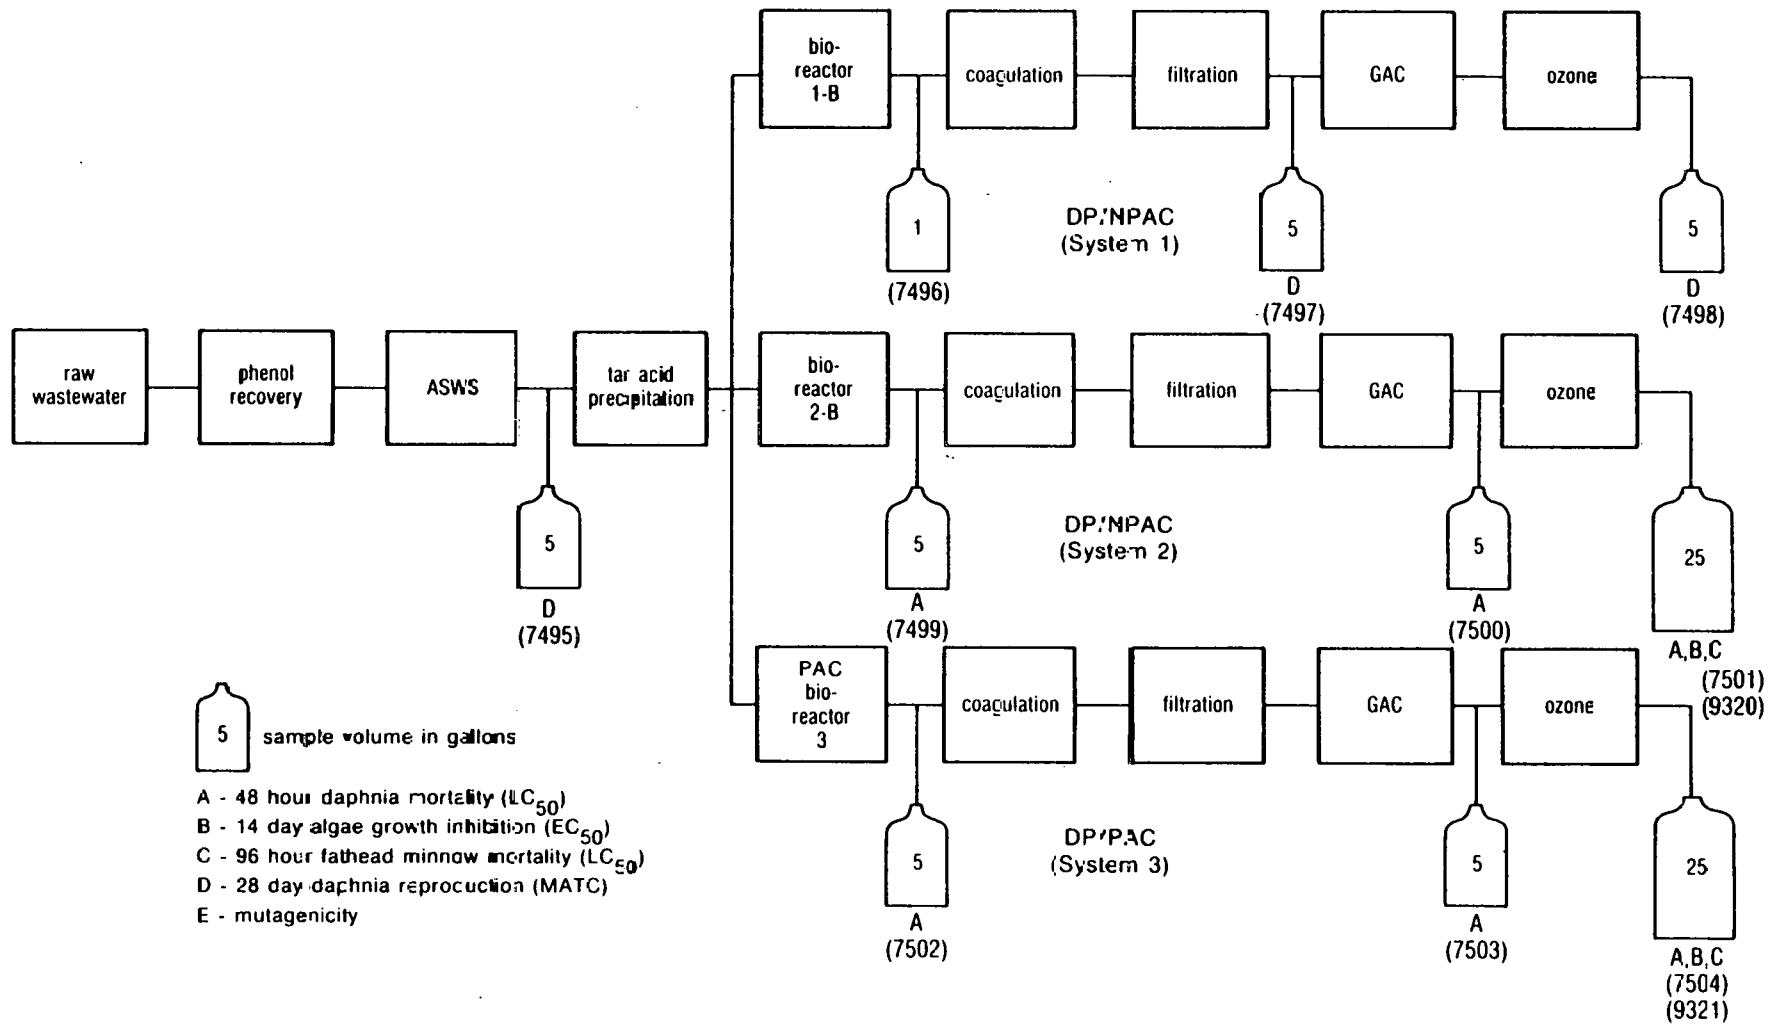 bio-
reactor
1-B
coagulation
filtration
GAC
ozone
1
(7496)
DP/NPAC
(System 1)
5
D
(7497)
5
D
(7498)
raw
wastewater
phenol
recovery
ASWS
tar acid
precipitation
bio-
reactor
2-B
coagulation
filtration
GAC
ozone
5
D
(7495)
5
A
(7499)
DP/NPAC
(System 2)
5
A
(7500)
25
A,B,C
(7501)
(9320)
PAC
bio-
reactor
3
coagulation
filtration
GAC
ozone
5
A
(7502)
DP/PAC
(System 3)
5
A
(7503)
25
A,B,C
(7504)
(9321)
5 sample volume in gallons
A - 48 hour daphnia mortality (LC50)
B - 14 day algae growth inhibition (EC50)
C - 96 hour fathead minnow mortality (LC50)
D - 28 day daphnia reproduction (MATC)
E - mutagenicity